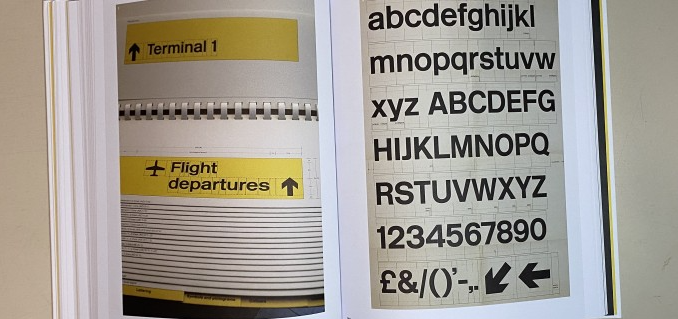 Terminal 1
Flight
departures
abcdefghijkl
mnopqrstuvw
xyz ABCDEFG
HIJKLMNOPQ
RSTUVWXYZ
1234567890
£&/()’-,.